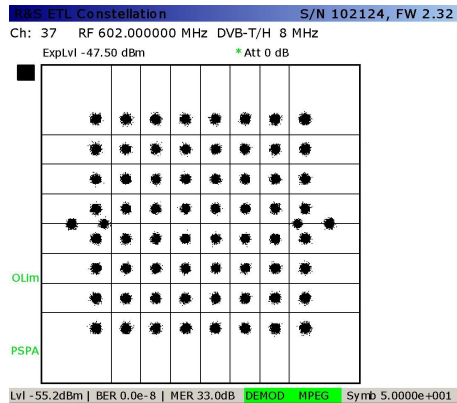 R&S ETL Constellation S/N 102124, FW 2.32
Ch: 37 RF 602.000000 MHz DVB-T/H 8 MHz
ExpLvl -47.50 dBm * Att 0 dB
OLim
PSPA
Lvl -55.2dBm | BER 0.0e-8 | MER 33.0dB DEMOD MPEG Symb 5.0000e+001